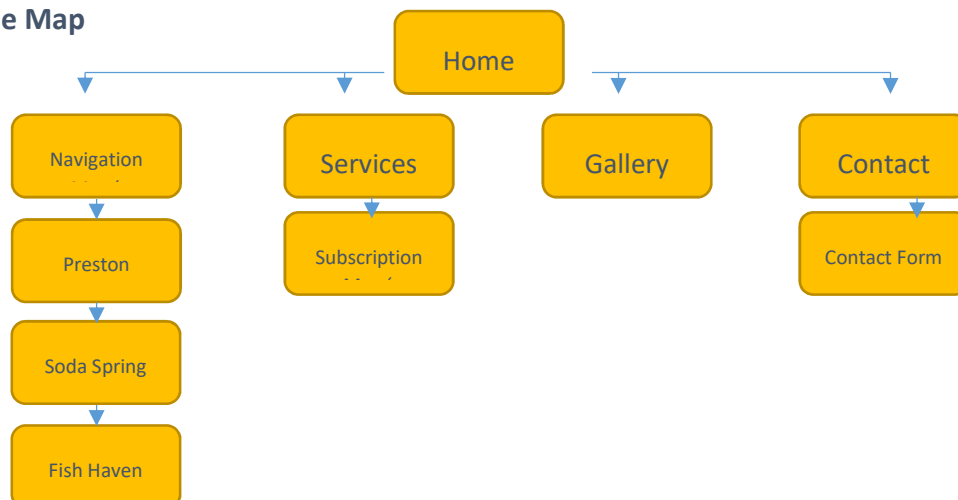 e Map
Home
Navigation
Services
Gallery
Contact
Preston
Subscription
Contact Form
Soda Spring
Fish Haven